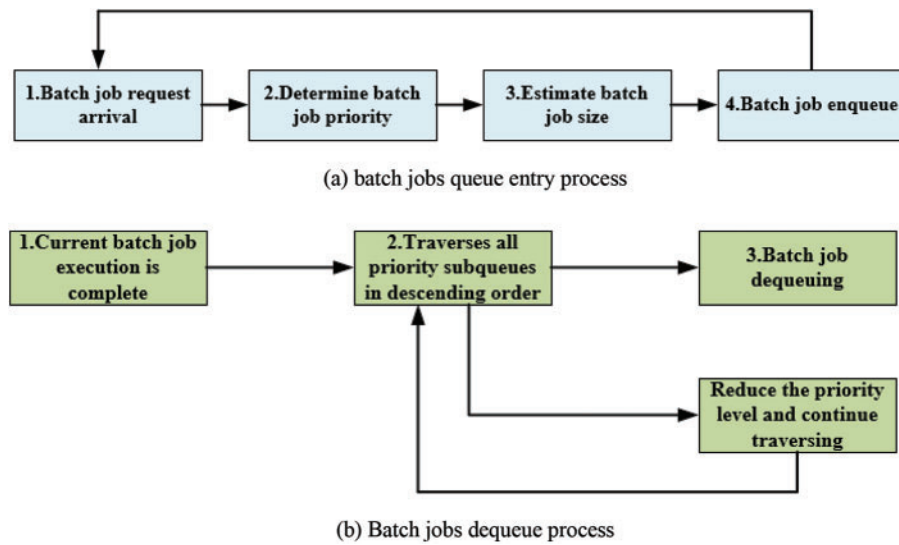 1.Batch job request
arrival
2.Determine batch
job priority
3.Estimate batch
job size
4.Batch job enqueue
(a) batch jobs queue entry process
1.Current batch job
execution is
complete
2.Traverses all
priority subqueues
in descending order
3.Batch job
dequeuing
Reduce the priority
level and continue
traversing
(b) Batch jobs dequeue process